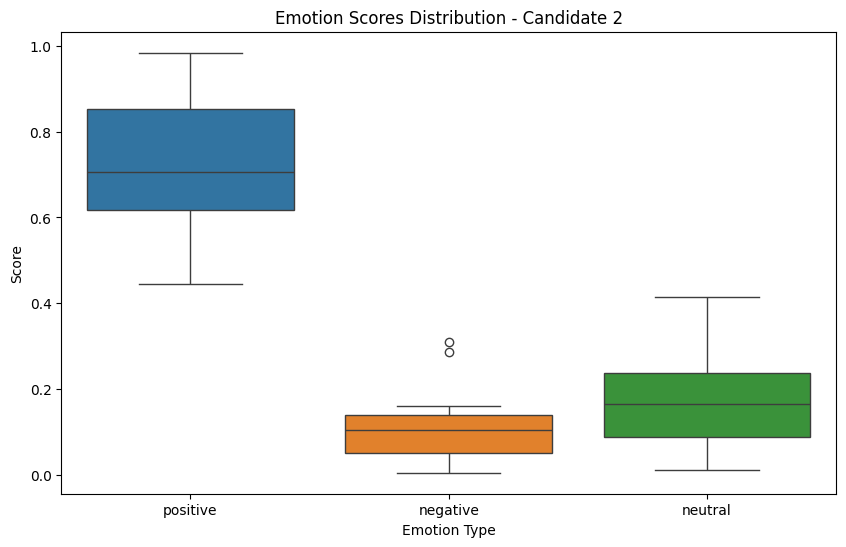 Emotion Scores Distribution - Candidate 2
1.0
0.8
0.6
0.4
0.2
0.0
Score
positive
negative
neutral
Emotion Type